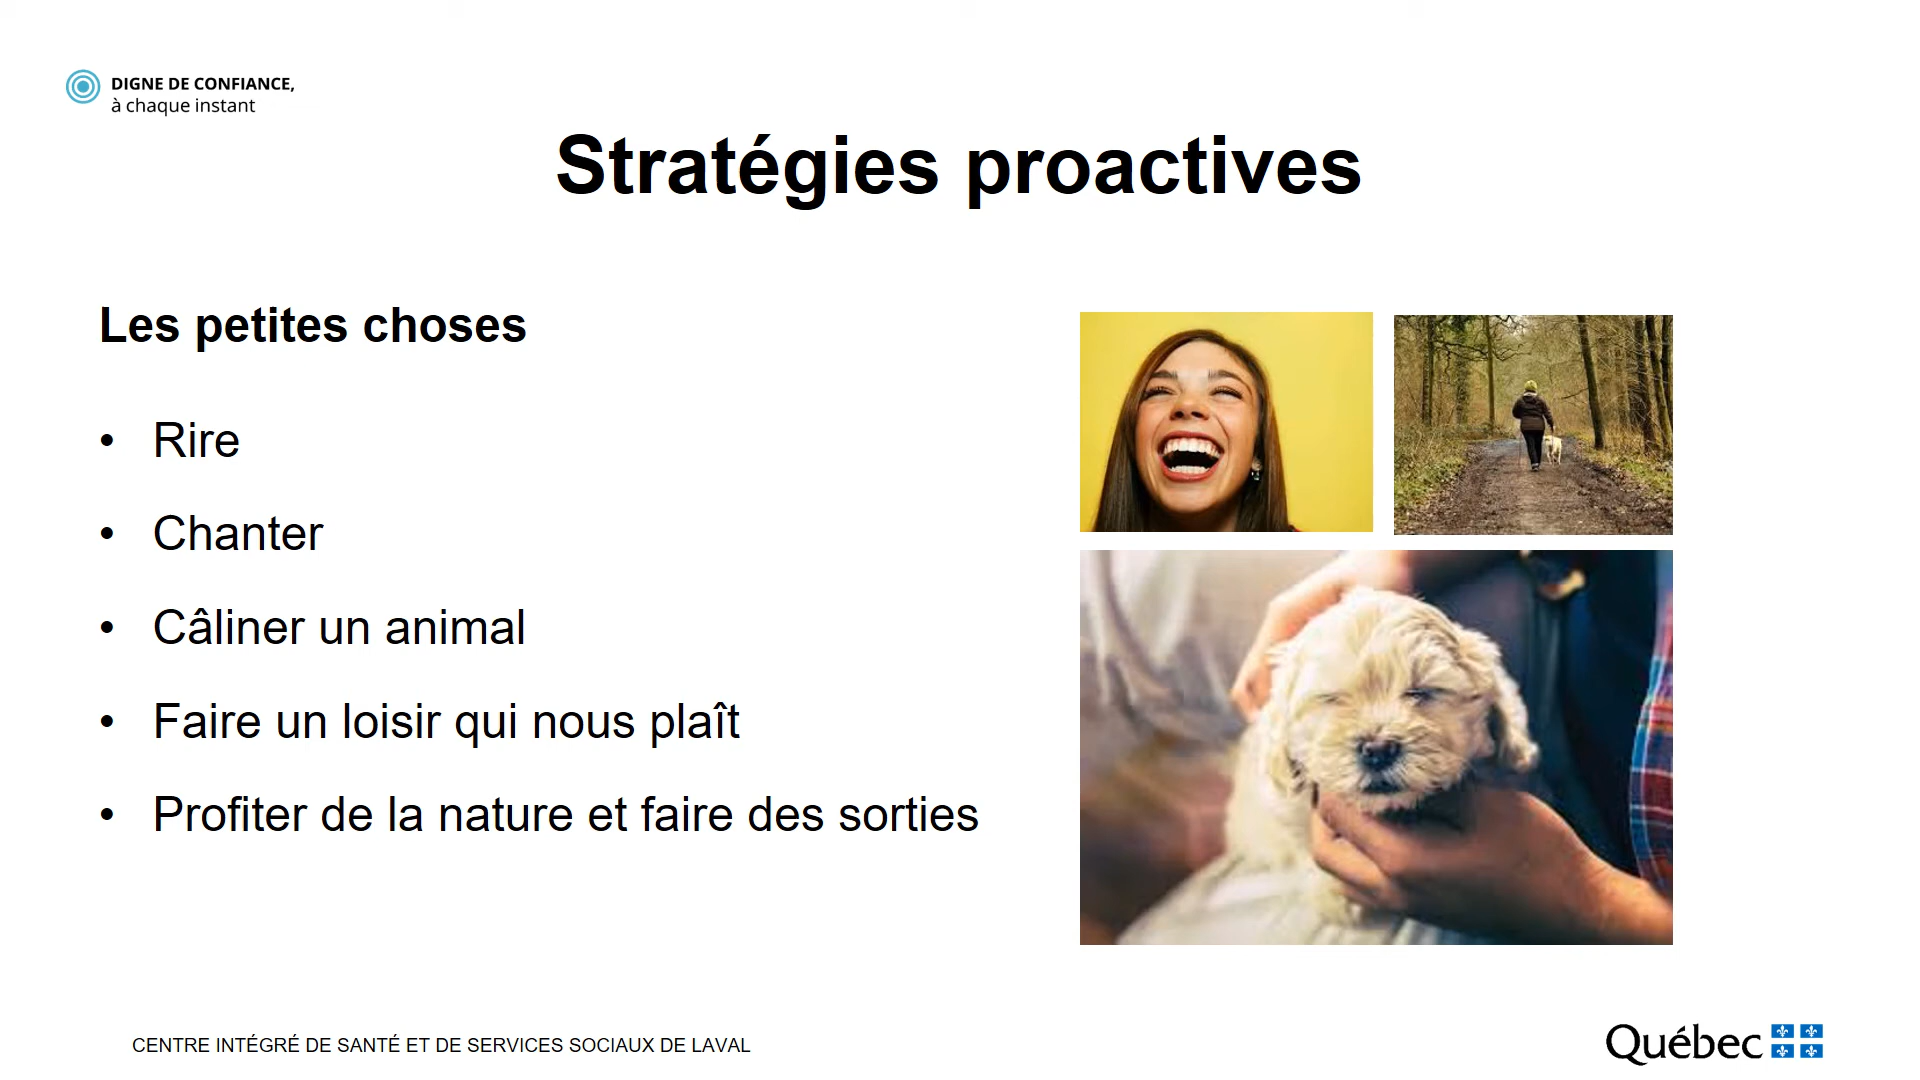 DIGNE DE CONFIANCE,
à chaque instant
Stratégies proactives
Les petites choses
• Rire
• Chanter
• Câliner un animal
• Faire un loisir qui nous plaît
• Profiter de la nature et faire des sorties
CENTRE INTÉGRÉ DE SANTÉ ET DE SERVICES SOCIAUX DE LAVAL
Québec